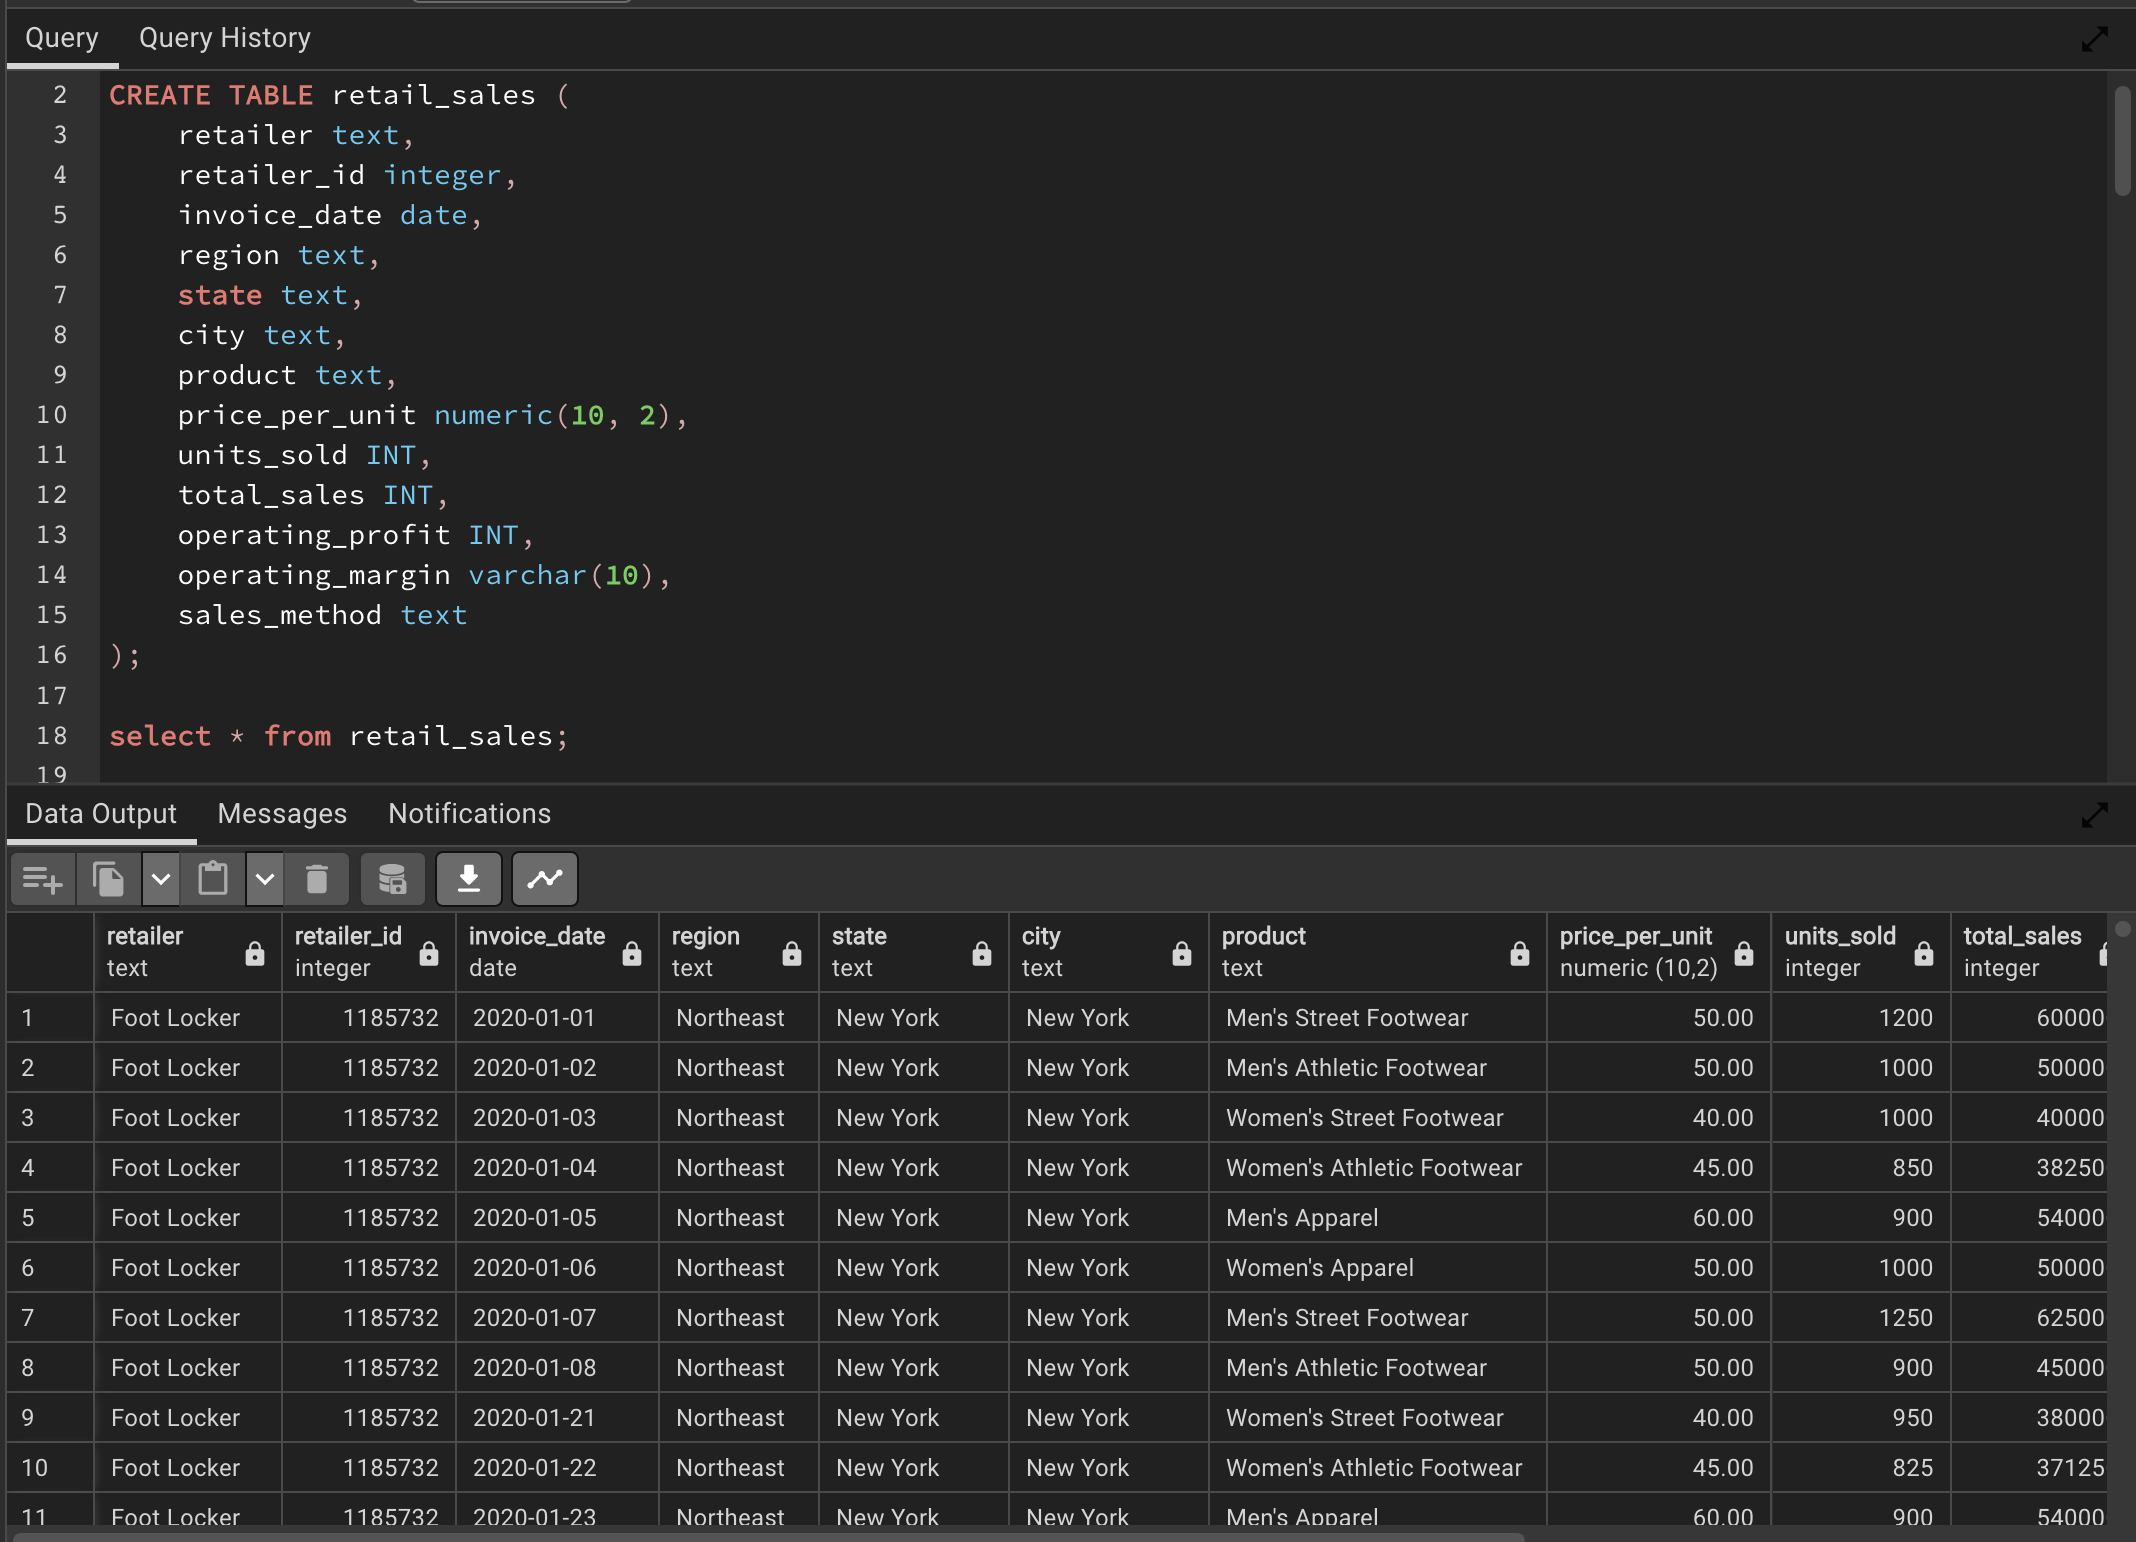 Query Query History
2 CREATE TABLE retail_sales (
3 retailer text,
4 retailer_id integer,
5 invoice_date date,
6 region text,
7 state text,
8 city text,
9 product text,
10 price_per_unit numeric(10, 2),
11 units_sold INT,
12 total_sales INT,
13 operating_profit INT,
14 operating_margin varchar(10),
15 sales_method text
16 );
17
18 select * from retail_sales;
19
Data Output Messages Notifications
retailer retailer_id invoice_date region state city product price_per_unit units_sold total_sales
text integer date text text text text numeric (10,2) integer integer
1 Foot Locker 1185732 2020-01-01 Northeast New York New York Men's Street Footwear 50.00 1200 60000
2 Foot Locker 1185732 2020-01-02 Northeast New York New York Men's Athletic Footwear 50.00 1000 50000
3 Foot Locker 1185732 2020-01-03 Northeast New York New York Women's Street Footwear 40.00 1000 40000
4 Foot Locker 1185732 2020-01-04 Northeast New York New York Women's Athletic Footwear 45.00 850 38250
5 Foot Locker 1185732 2020-01-05 Northeast New York New York Men's Apparel 60.00 900 54000
6 Foot Locker 1185732 2020-01-06 Northeast New York New York Women's Apparel 50.00 1000 50000
7 Foot Locker 1185732 2020-01-07 Northeast New York New York Men's Street Footwear 50.00 1250 62500
8 Foot Locker 1185732 2020-01-08 Northeast New York New York Men's Athletic Footwear 50.00 900 45000
9 Foot Locker 1185732 2020-01-21 Northeast New York New York Women's Street Footwear 40.00 950 38000
10 Foot Locker 1185732 2020-01-22 Northeast New York New York Women's Athletic Footwear 45.00 825 37125
11 Foot Locker 1185732 2020-01-23 Northeast New York New York Men's Apparel 60.00 900 54000